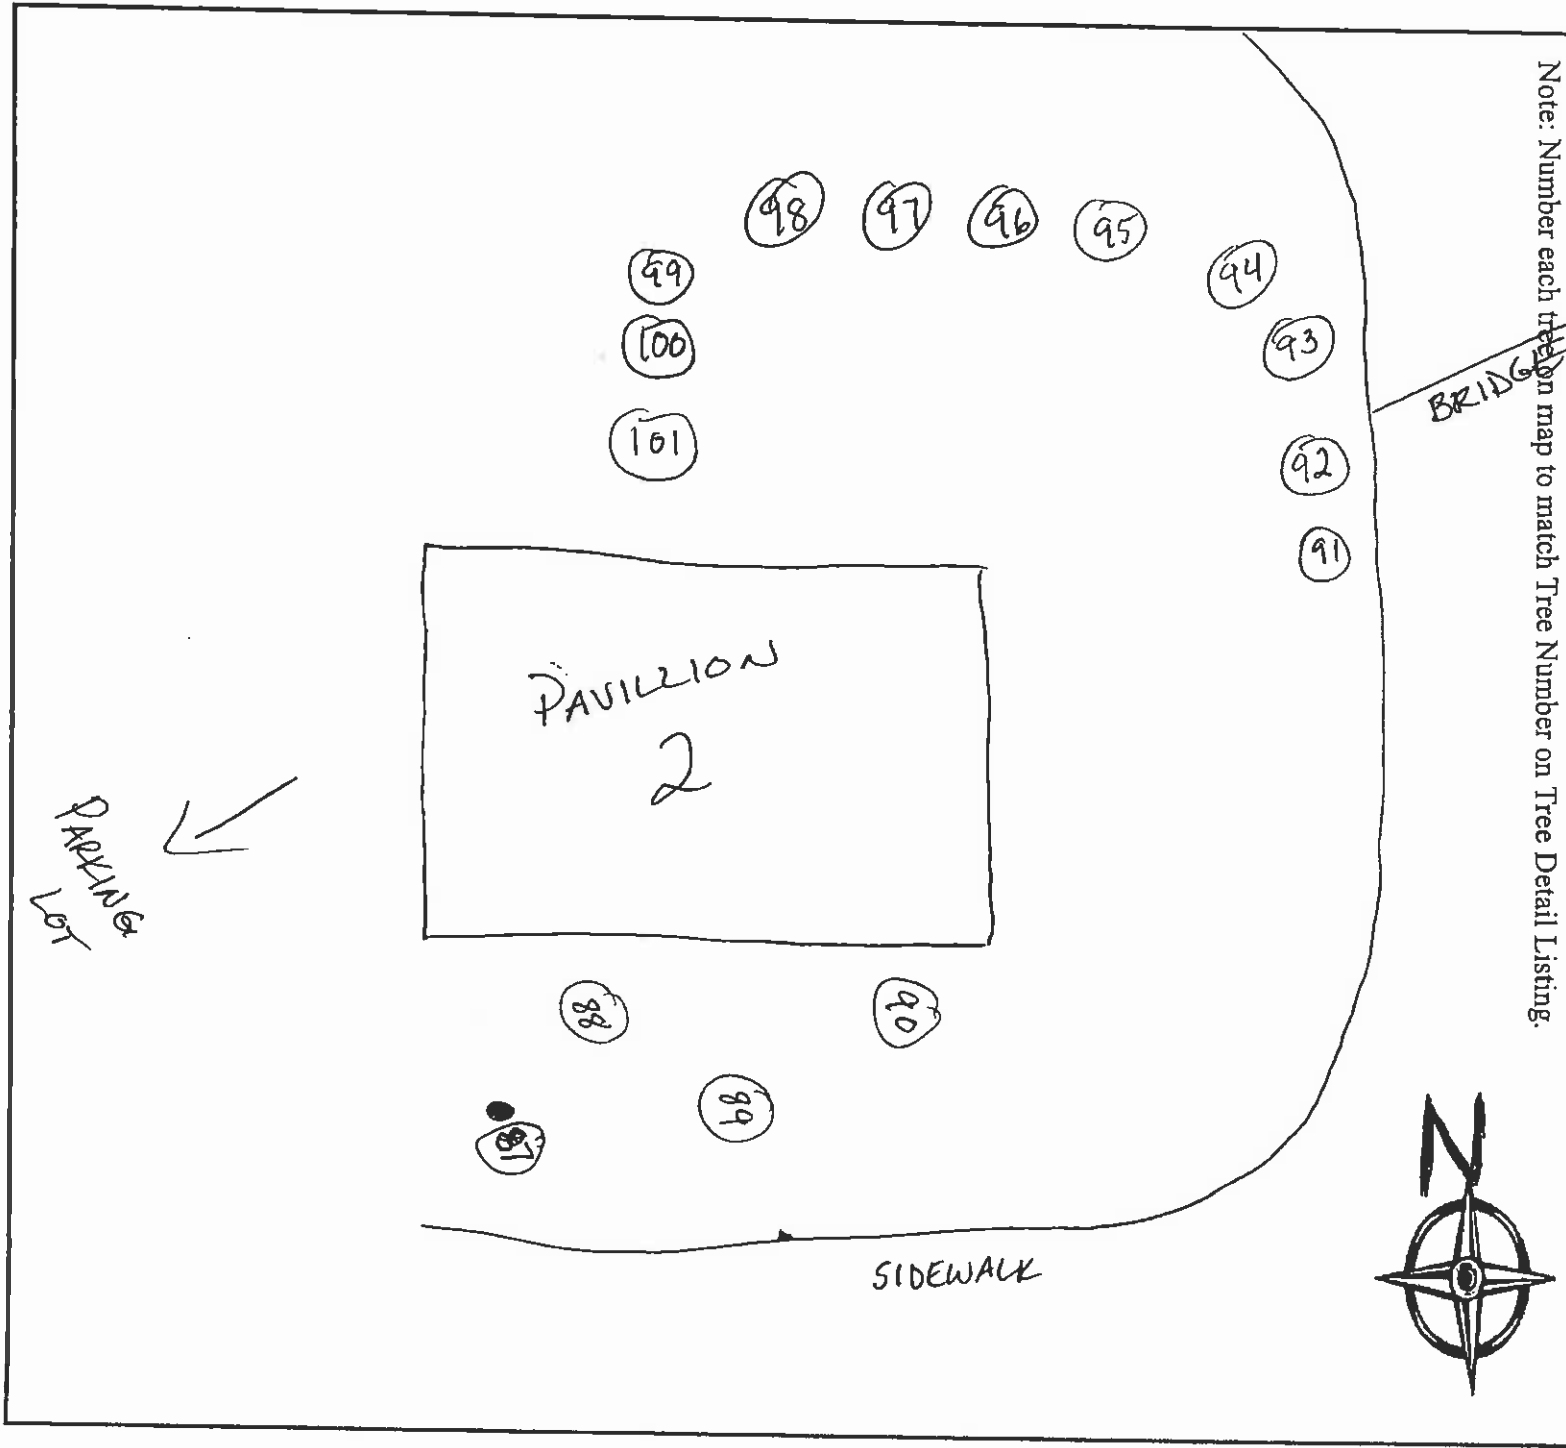 Note: Number each tree on map to match Tree Number on Tree Detail Listing.
98 97 96 95
94
99
93
100
BRIDGE
101
92
91
PAVILLION
2
PARKING
LOT
88
90
89
87
N
SIDEWALK